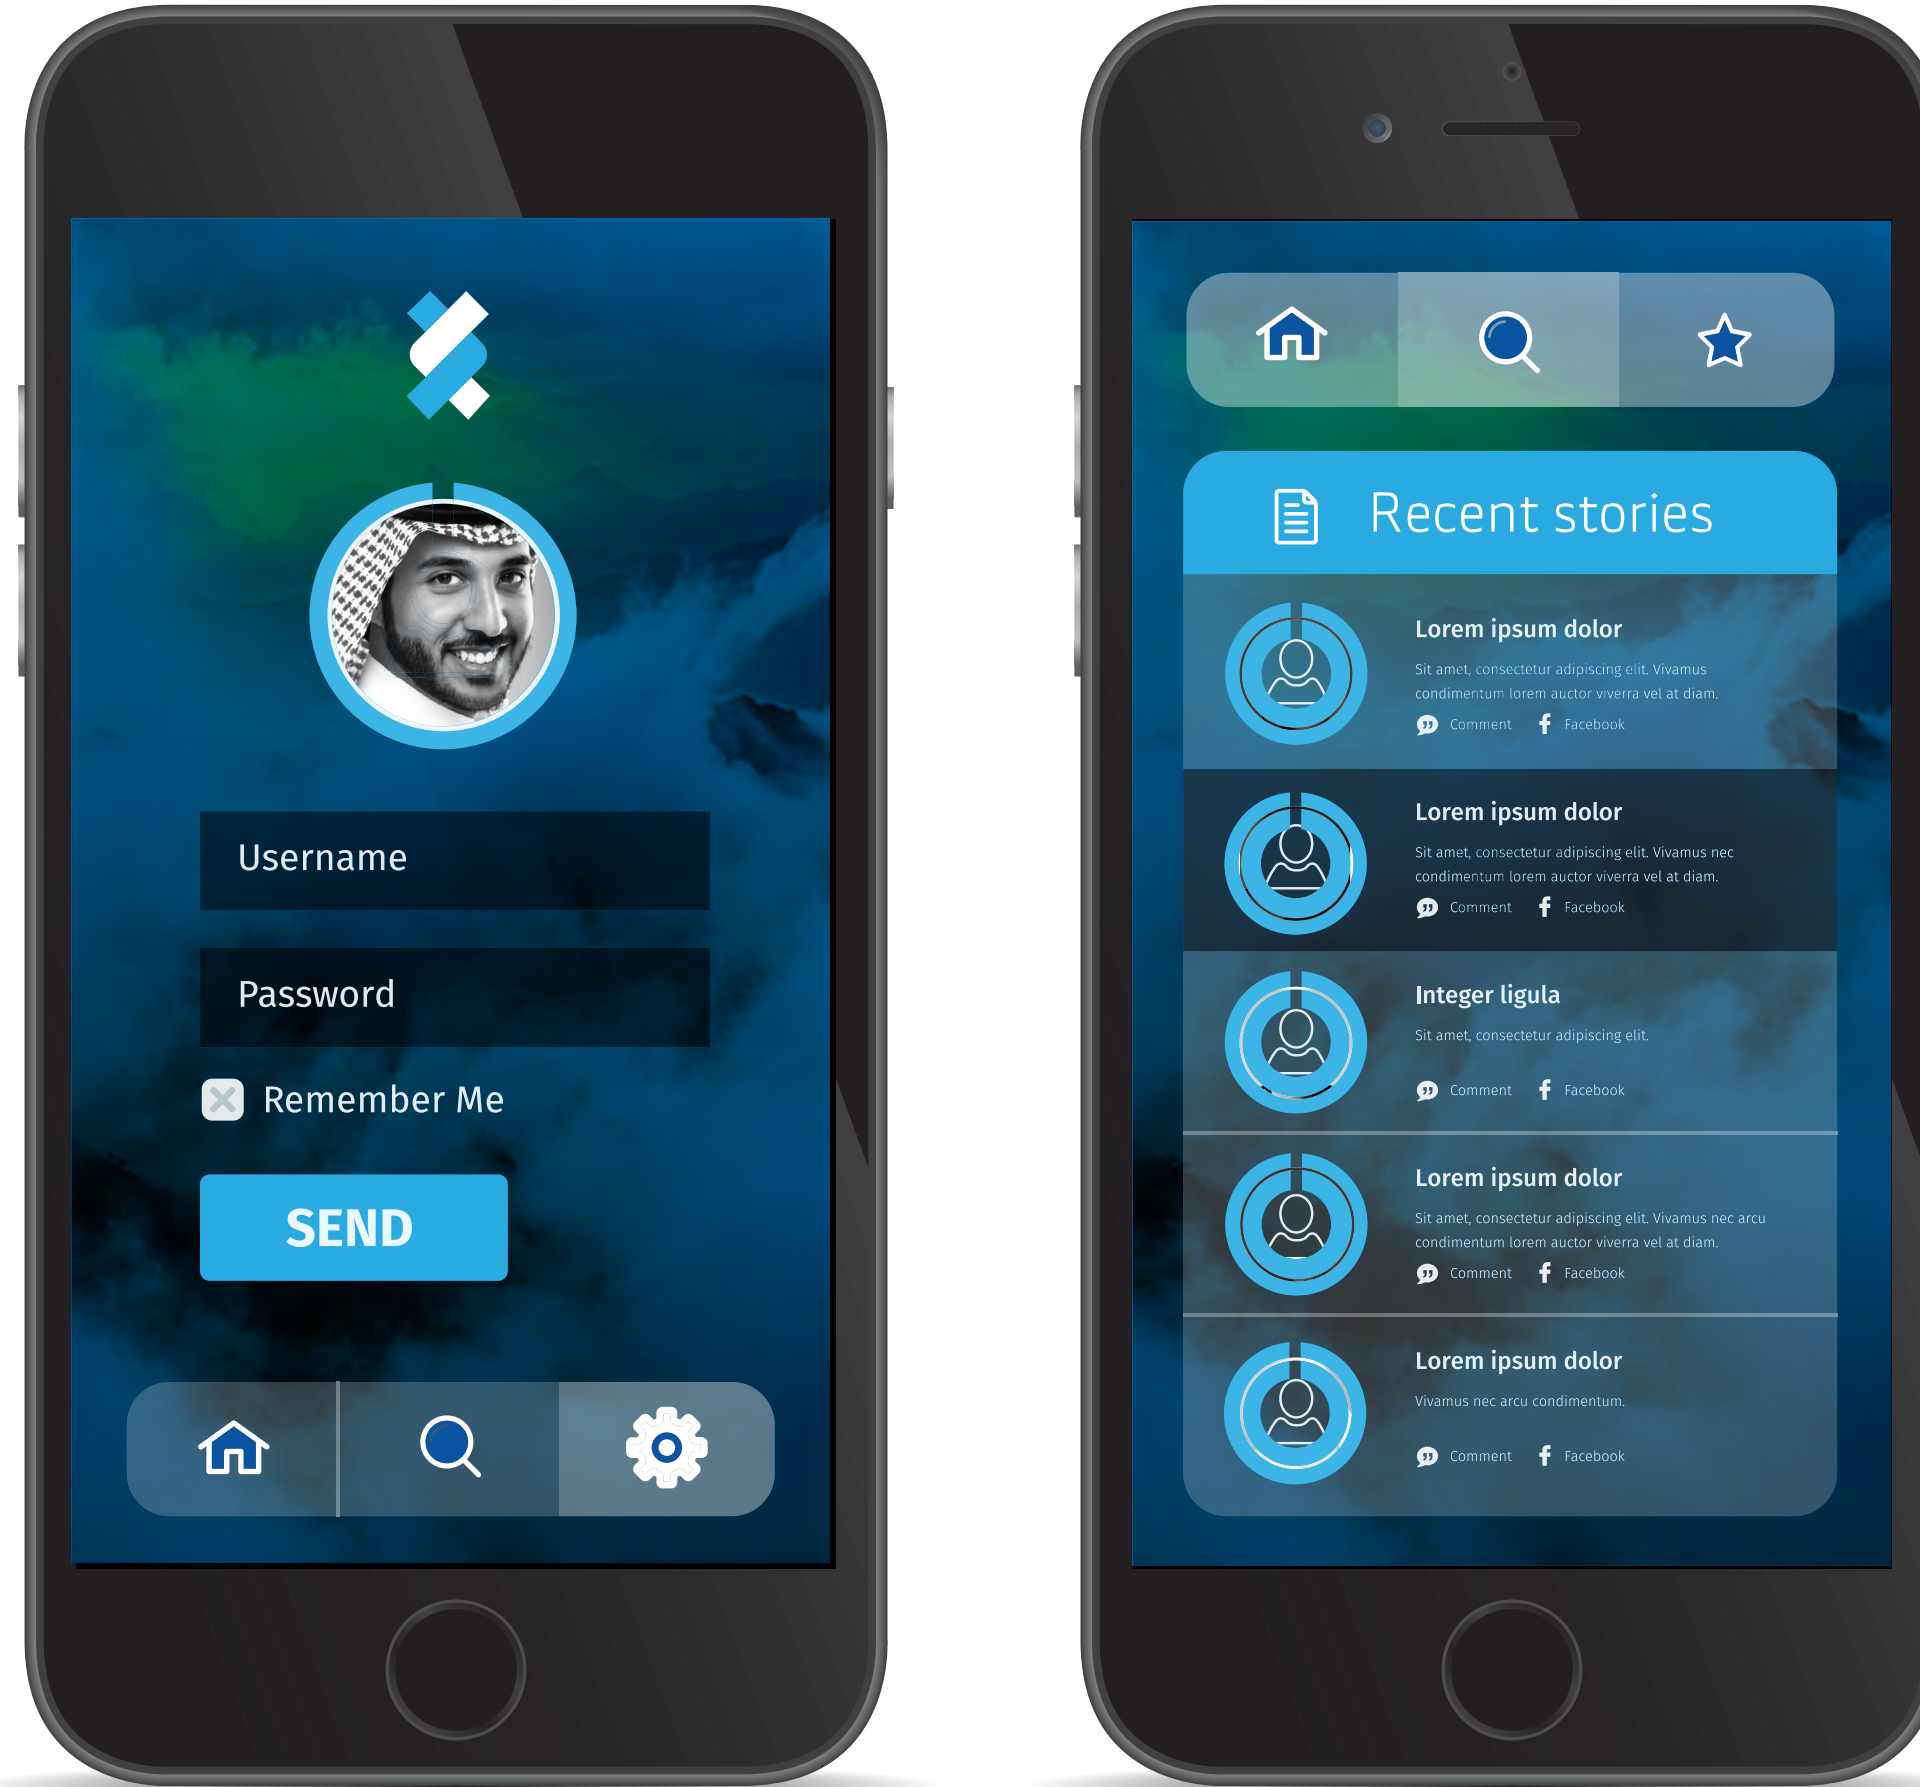 Username
Password
Remember Me
SEND
Recent stories
Lorem ipsum dolor
Sit amet, consectetur adipiscing elit. Vivamus
condimentum lorem auctor viverra vel at diam.
Comment Facebook
Lorem ipsum dolor
Sit amet, consectetur adipiscing elit. Vivamus nec
condimentum lorem auctor viverra vel at diam.
Comment Facebook
Integer ligula
Sit amet, consectetur adipiscing elit.
Comment Facebook
Lorem ipsum dolor
Sit amet, consectetur adipiscing elit. Vivamus nec arcu
condimentum lorem auctor viverra vel at diam.
Comment Facebook
Lorem ipsum dolor
Vivamus nec arcu condimentum.
Comment Facebook